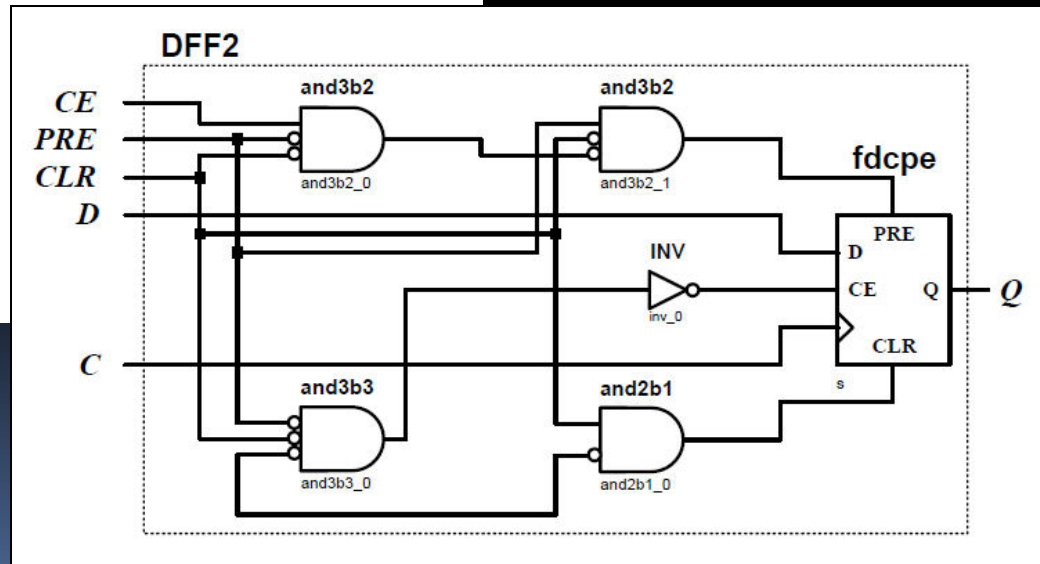 DFF2
and3b2
and3b2
CE
PRE
CLR
D
and3b2_0
and3b2_1
fdcpe
PRE
D
INV
CE
Q
Q
inv_0
C
CLR
s
and3b3
and2b1
and3b3_0
and2b1_0